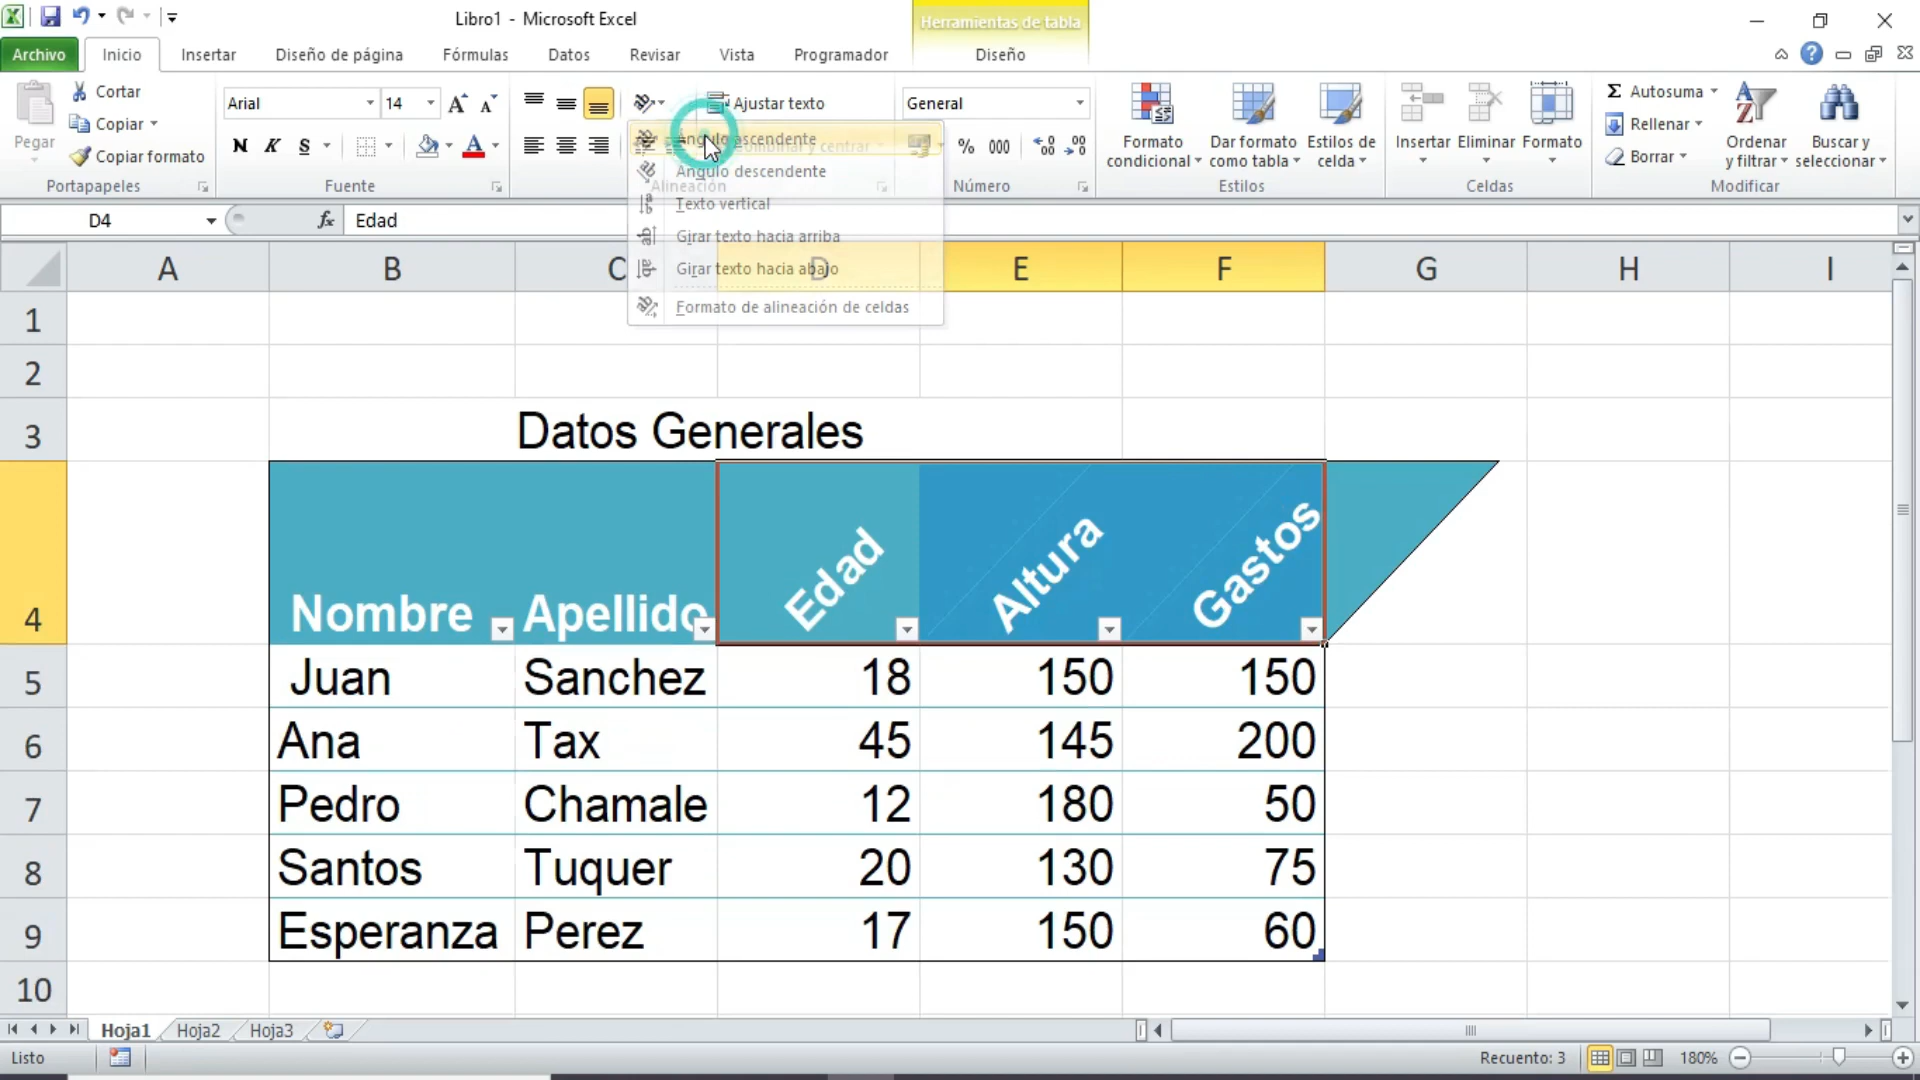 Libro1 - Microsoft Excel
Herramientas de tabla
Archivo Inicio Insertar Diseño de página Fórmulas Datos Revisar Vista Programador Diseño
Pegar
Cortar
Copiar
Copiar formato
Portapapeles
Arial 14
N K S
Fuente
Ajustar texto
Combinar y centrar
Alineación
Ángulo ascendente
Ángulo descendente
Texto vertical
Girar texto hacia arriba
Girar texto hacia abajo
Formato de alineación de celdas
General
% 000
Número
Formato condicional
Dar formato como tabla
Estilos de celda
Estilos
Insertar Eliminar Formato
Celdas
Σ Autosuma
Rellenar
Borrar
Ordenar y filtrar
Buscar y seleccionar
Modificar
D4 fx Edad
A B C D E F G H I
1
2
3 Datos Generales
4 Nombre Apellido Edad Altura Gastos
5 Juan Sanchez 18 150 150
6 Ana Tax 45 145 200
7 Pedro Chamale 12 180 50
8 Santos Tuquer 20 130 75
9 Esperanza Perez 17 150 60
10
Hoja1 Hoja2 Hoja3
Listo Recuento: 3 180%